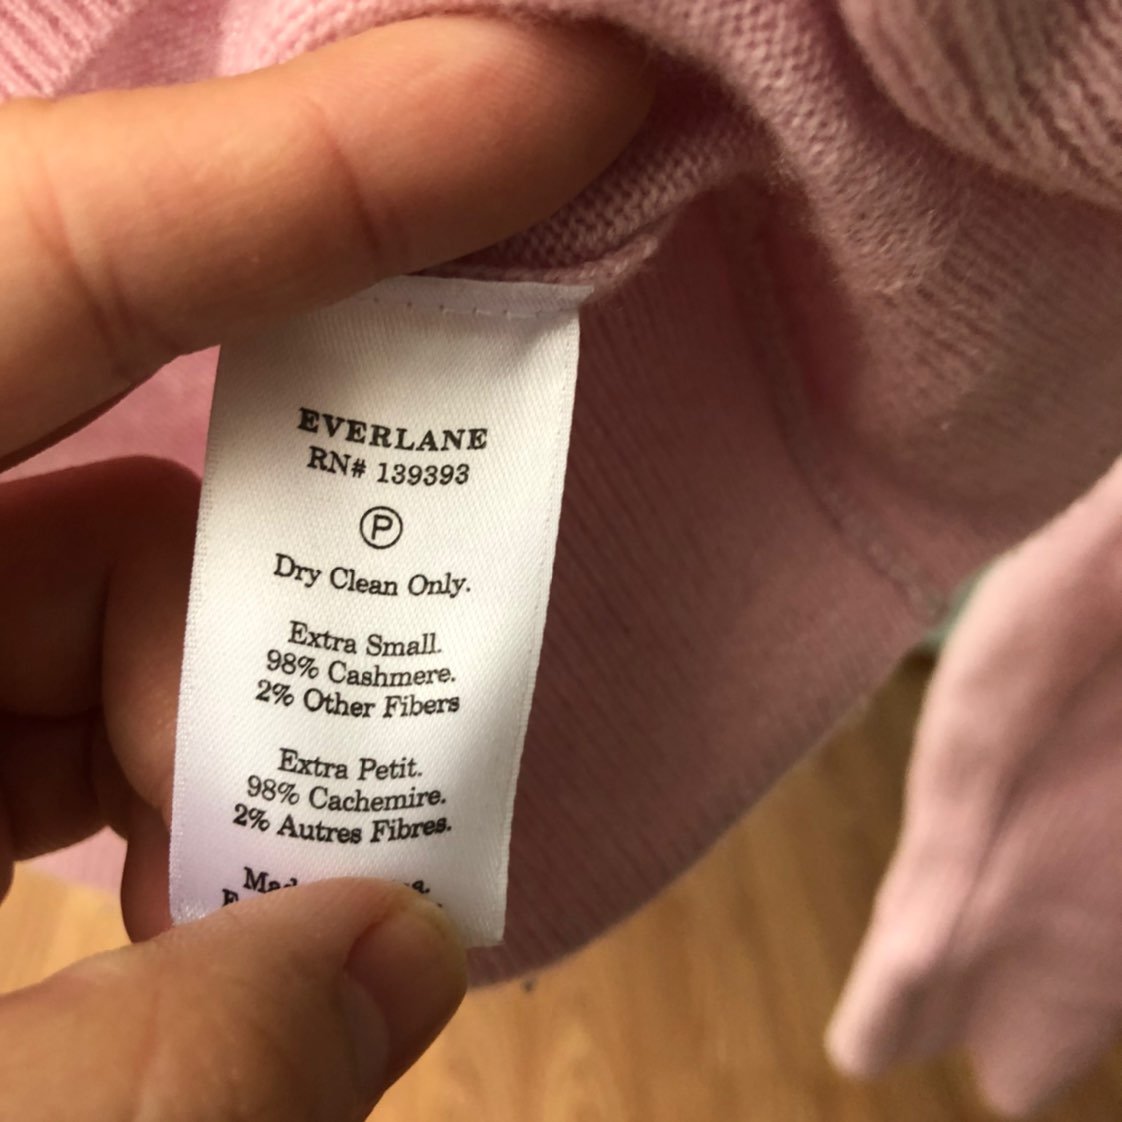 EVERLANE
RN# 139393
P
Dry Clean Only.
Extra Small.
98% Cashmere.
2% Other Fibers
Extra Petit.
98% Cachemire.
2% Autres Fibres.